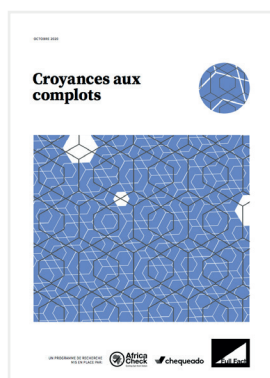 OCTOBRE 2020
Croyances aux
complots
UN PROGRAMME DE RECHERCHE
MIS EN PLACE PAR:
Africa
Check
chequeado
Full Fact